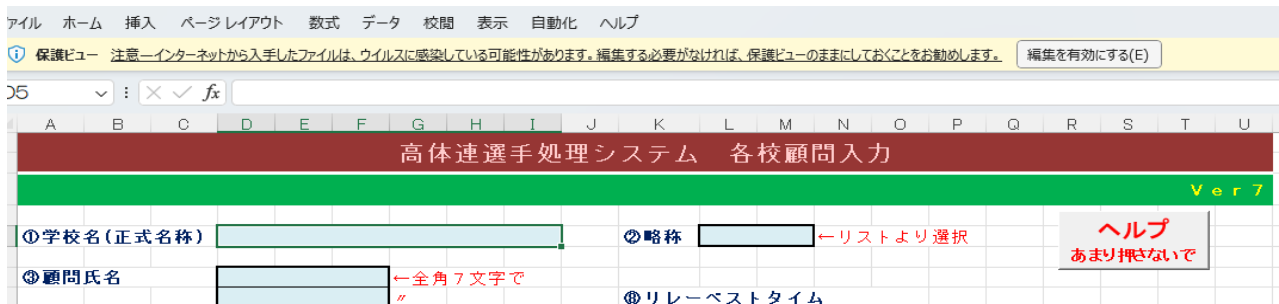 ァイル ホーム 挿入 ページ レイアウト 数式 データ 校閲 表示 自動化 ヘルプ
保護ビュー 注意—インターネットから入手したファイルは、ウイルスに感染している可能性があります。編集する必要がなければ、保護ビューのままにしておくことをお勧めします。 編集を有効にする(E)
D5 fx
A B C D E F G H I J K L M N O P Q R S T U
高体連選手処理システム 各校顧問入力
Ver7
①学校名(正式名称) ②略称 ←リストより選択 ヘルプ
あまり押さないで
③顧問氏名 ←全角7文字で
〃 ⑧リレーベストタイム